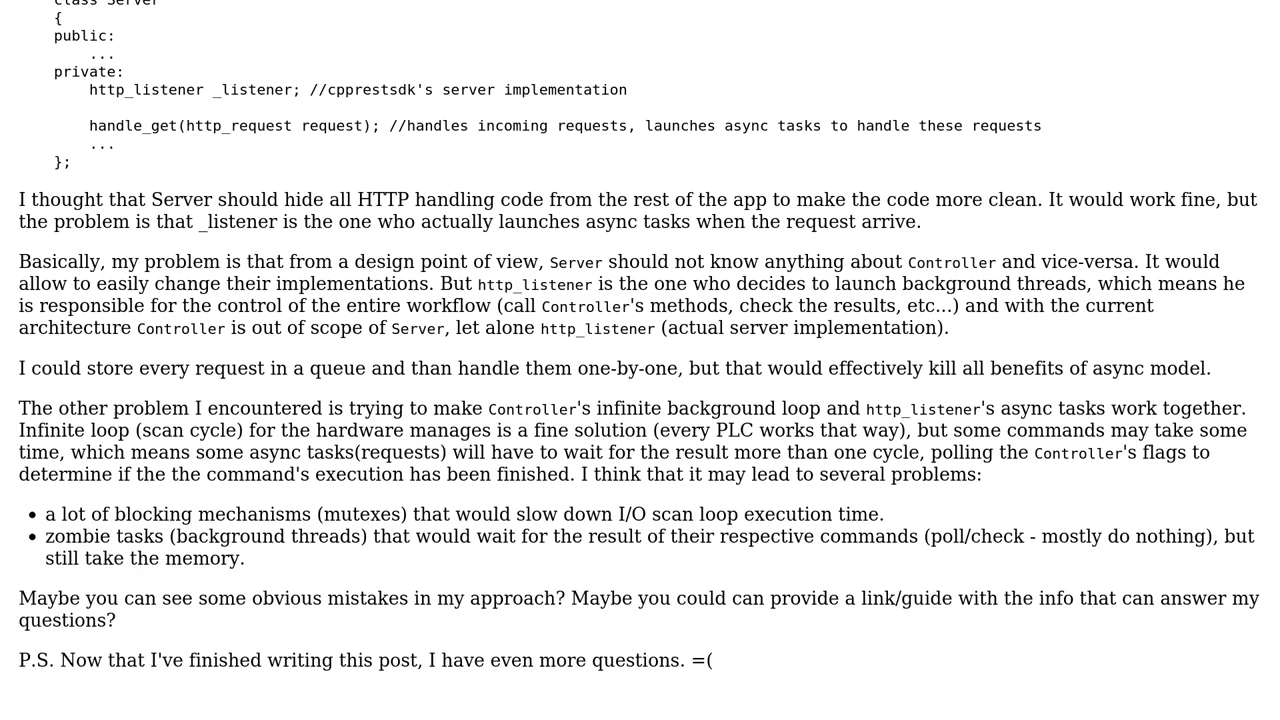 class Server
{
public:
...
private:
http_listener _listener; //cpprestsdk's server implementation
handle_get(http_request request); //handles incoming requests, launches async tasks to handle these requests
...
};
I thought that Server should hide all HTTP handling code from the rest of the app to make the code more clean. It would work fine, but
the problem is that _listener is the one who actually launches async tasks when the request arrive.
Basically, my problem is that from a design point of view, Server should not know anything about Controller and vice-versa. It would
allow to easily change their implementations. But http_listener is the one who decides to launch background threads, which means he
is responsible for the control of the entire workflow (call Controller's methods, check the results, etc...) and with the current
architecture Controller is out of scope of Server, let alone http_listener (actual server implementation).
I could store every request in a queue and than handle them one-by-one, but that would effectively kill all benefits of async model.
The other problem I encountered is trying to make Controller's infinite background loop and http_listener's async tasks work together.
Infinite loop (scan cycle) for the hardware manages is a fine solution (every PLC works that way), but some commands may take some
time, which means some async tasks(requests) will have to wait for the result more than one cycle, polling the Controller's flags to
determine if the the command's execution has been finished. I think that it may lead to several problems:
• a lot of blocking mechanisms (mutexes) that would slow down I/O scan loop execution time.
• zombie tasks (background threads) that would wait for the result of their respective commands (poll/check - mostly do nothing), but
still take the memory.
Maybe you can see some obvious mistakes in my approach? Maybe you could can provide a link/guide with the info that can answer my
questions?
P.S. Now that I've finished writing this post, I have even more questions. =(